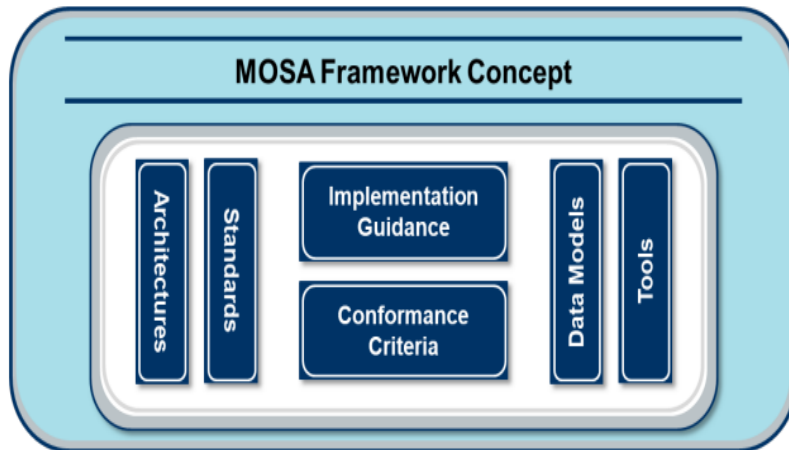 MOSA Framework Concept
Architectures
Standards
Implementation
Guidance
Conformance
Criteria
Data Models
Tools